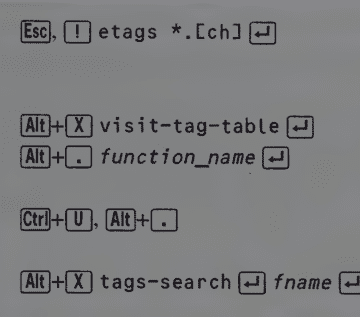 Esc, ! etags *.[ch] ↵
Alt+X visit-tag-table ↵
Alt+. function_name ↵
Ctrl+U, Alt+.
Alt+X tags-search ↵ fname ↵